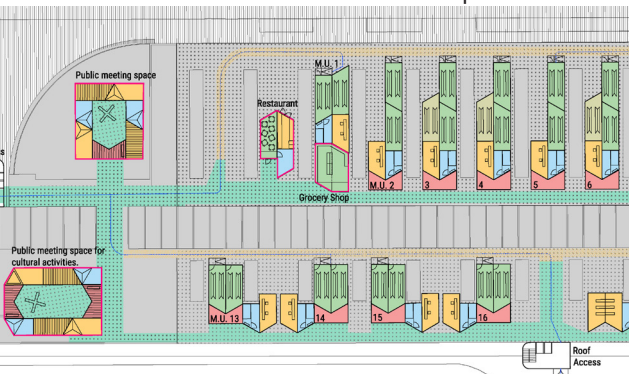 Public meeting space
M.U. 1
Restaurant
M.U. 2
3
4
5
6
Grocery Shop
Public meeting space for
cultural activities.
M.U. 13
14
15
16
Roof
Access